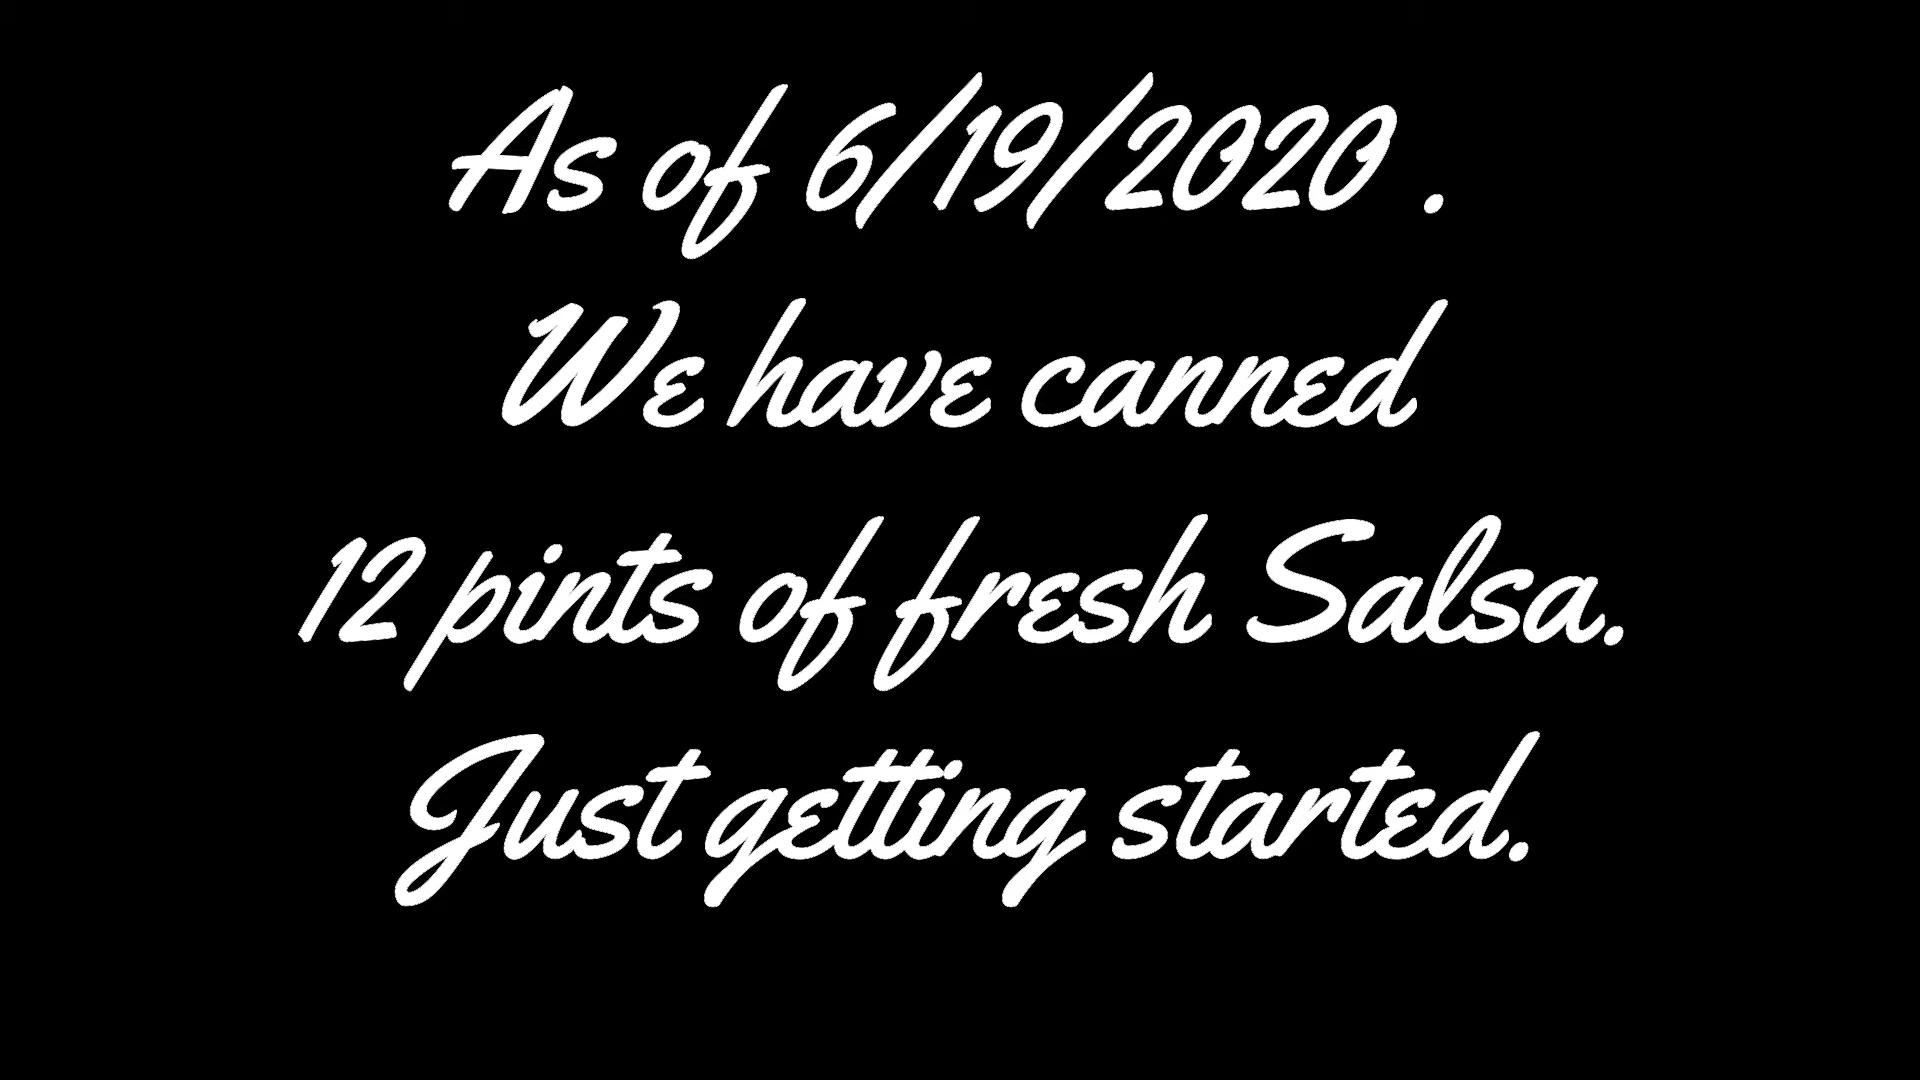 As of 6/19/2020 .
We have canned
12 pints of fresh Salsa.
Just getting started.